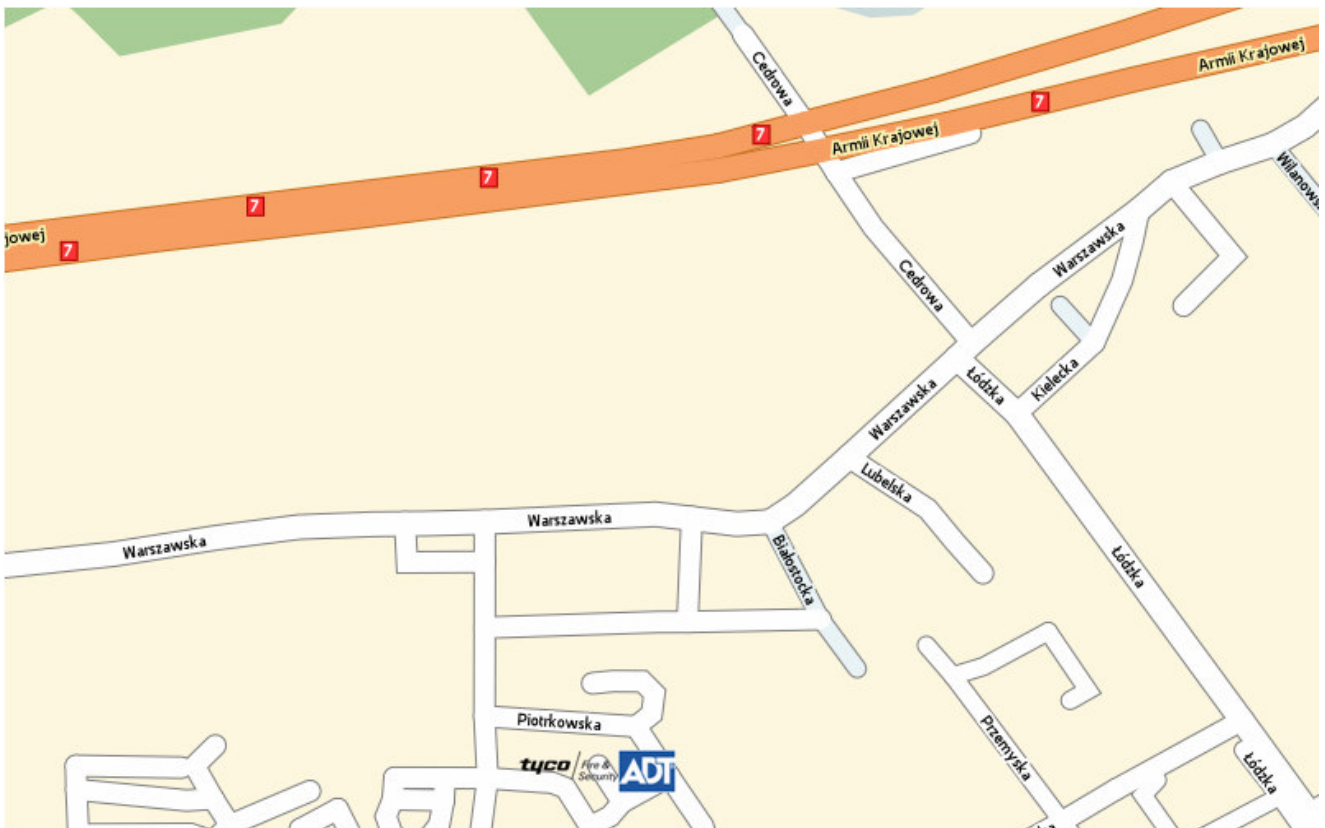 Cedrowa
Armii Krajowej
7
Armii Krajowej
7
7
7
jowej
7
Wilanows
Warszawska
Cedrowa
Łódzka
Kielecka
Warszawska
Lubelska
Warszawska
Warszawska
Białostocka
Łódzka
Piotrkowska
Przemyska
tyco
Fire &
Security
ADT
Łódzka